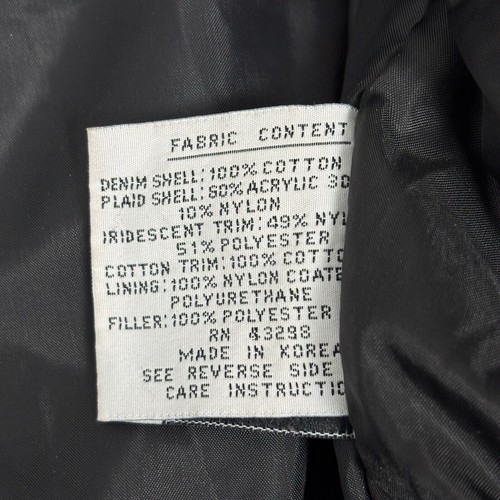 FABRIC CONTENT
DENIM SHELL: 100% COTTON
PLAID SHELL: 60% ACRYLIC 30
10% NYLON
IRIDESCENT TRIM: 49% NYL
51% POLYESTER
COTTON TRIM: 100% COTTO
LINING: 100% NYLON COATE
POLYURETHANE
FILLER: 100% POLYESTER
RN 43298
MADE IN KOREA
SEE REVERSE SIDE
CARE INSTRUCTIO